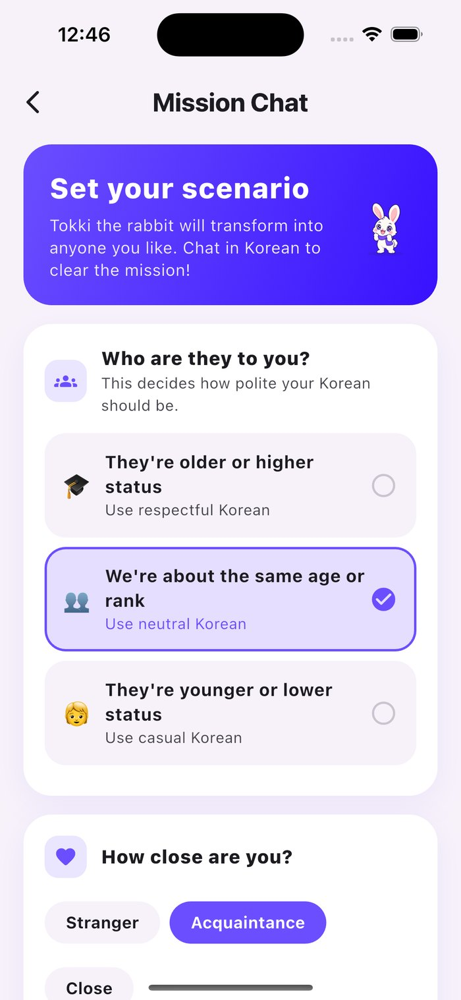 12:46
Mission Chat
Set your scenario
Tokki the rabbit will transform into
anyone you like. Chat in Korean to
clear the mission!
Who are they to you?
This decides how polite your Korean
should be.
They're older or higher
status
Use respectful Korean
We're about the same age or
rank
Use neutral Korean
They're younger or lower
status
Use casual Korean
How close are you?
Stranger
Acquaintance
Close